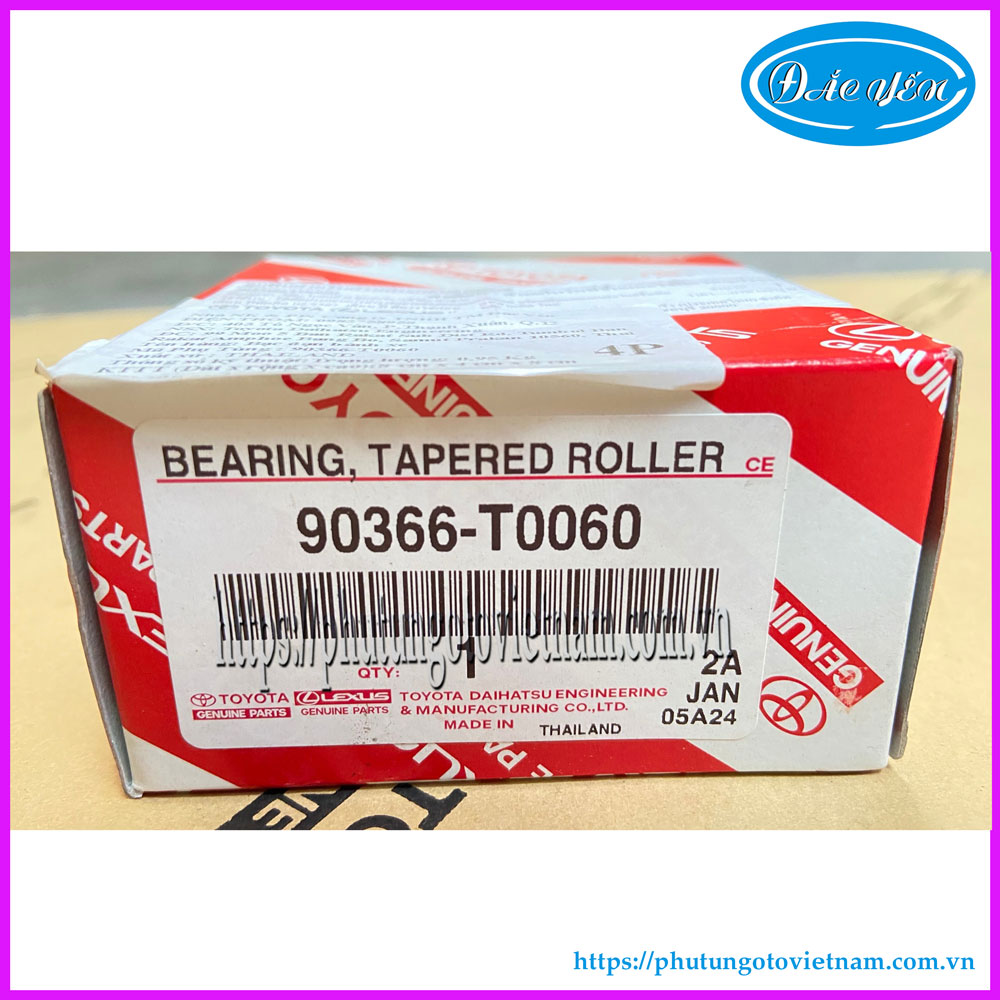 ĐẮC YẾN
4P
GENUINE
BEARING, TAPERED ROLLER CE
90366-T0060
https://phutungotovietnam.com.vn
QTY: 1
2A
TOYOTA LEXUS TOYOTA DAIHATSU ENGINEERING
GENUINE PARTS GENUINE PARTS & MANUFACTURING CO.,LTD.
JAN
MADE IN THAILAND
05A24
PARTS
GENUIN
https://phutungotovietnam.com.vn